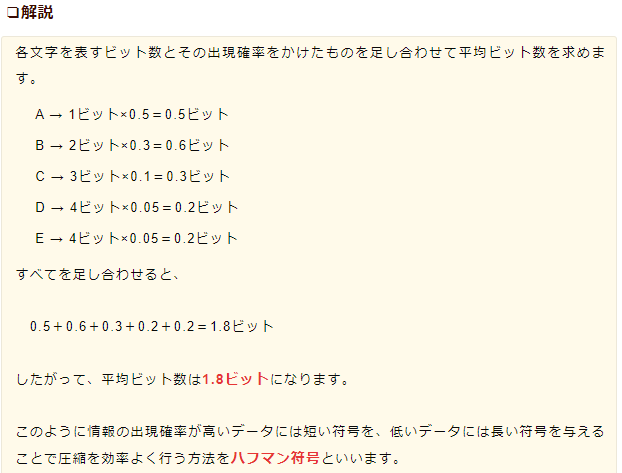 ❏解説
各文字を表すビット数とその出現確率をかけたものを足し合わせて平均ビット数を求めま
す。
A → 1ビット×0.5＝0.5ビット
B → 2ビット×0.3＝0.6ビット
C → 3ビット×0.1＝0.3ビット
D → 4ビット×0.05＝0.2ビット
E → 4ビット×0.05＝0.2ビット
すべてを足し合わせると、
0.5＋0.6＋0.3＋0.2＋0.2＝1.8ビット
したがって、平均ビット数は1.8ビットになります。
このように情報の出現確率が高いデータには短い符号を、低いデータには長い符号を与える
ことで圧縮を効率よく行う方法をハフマン符号といいます。